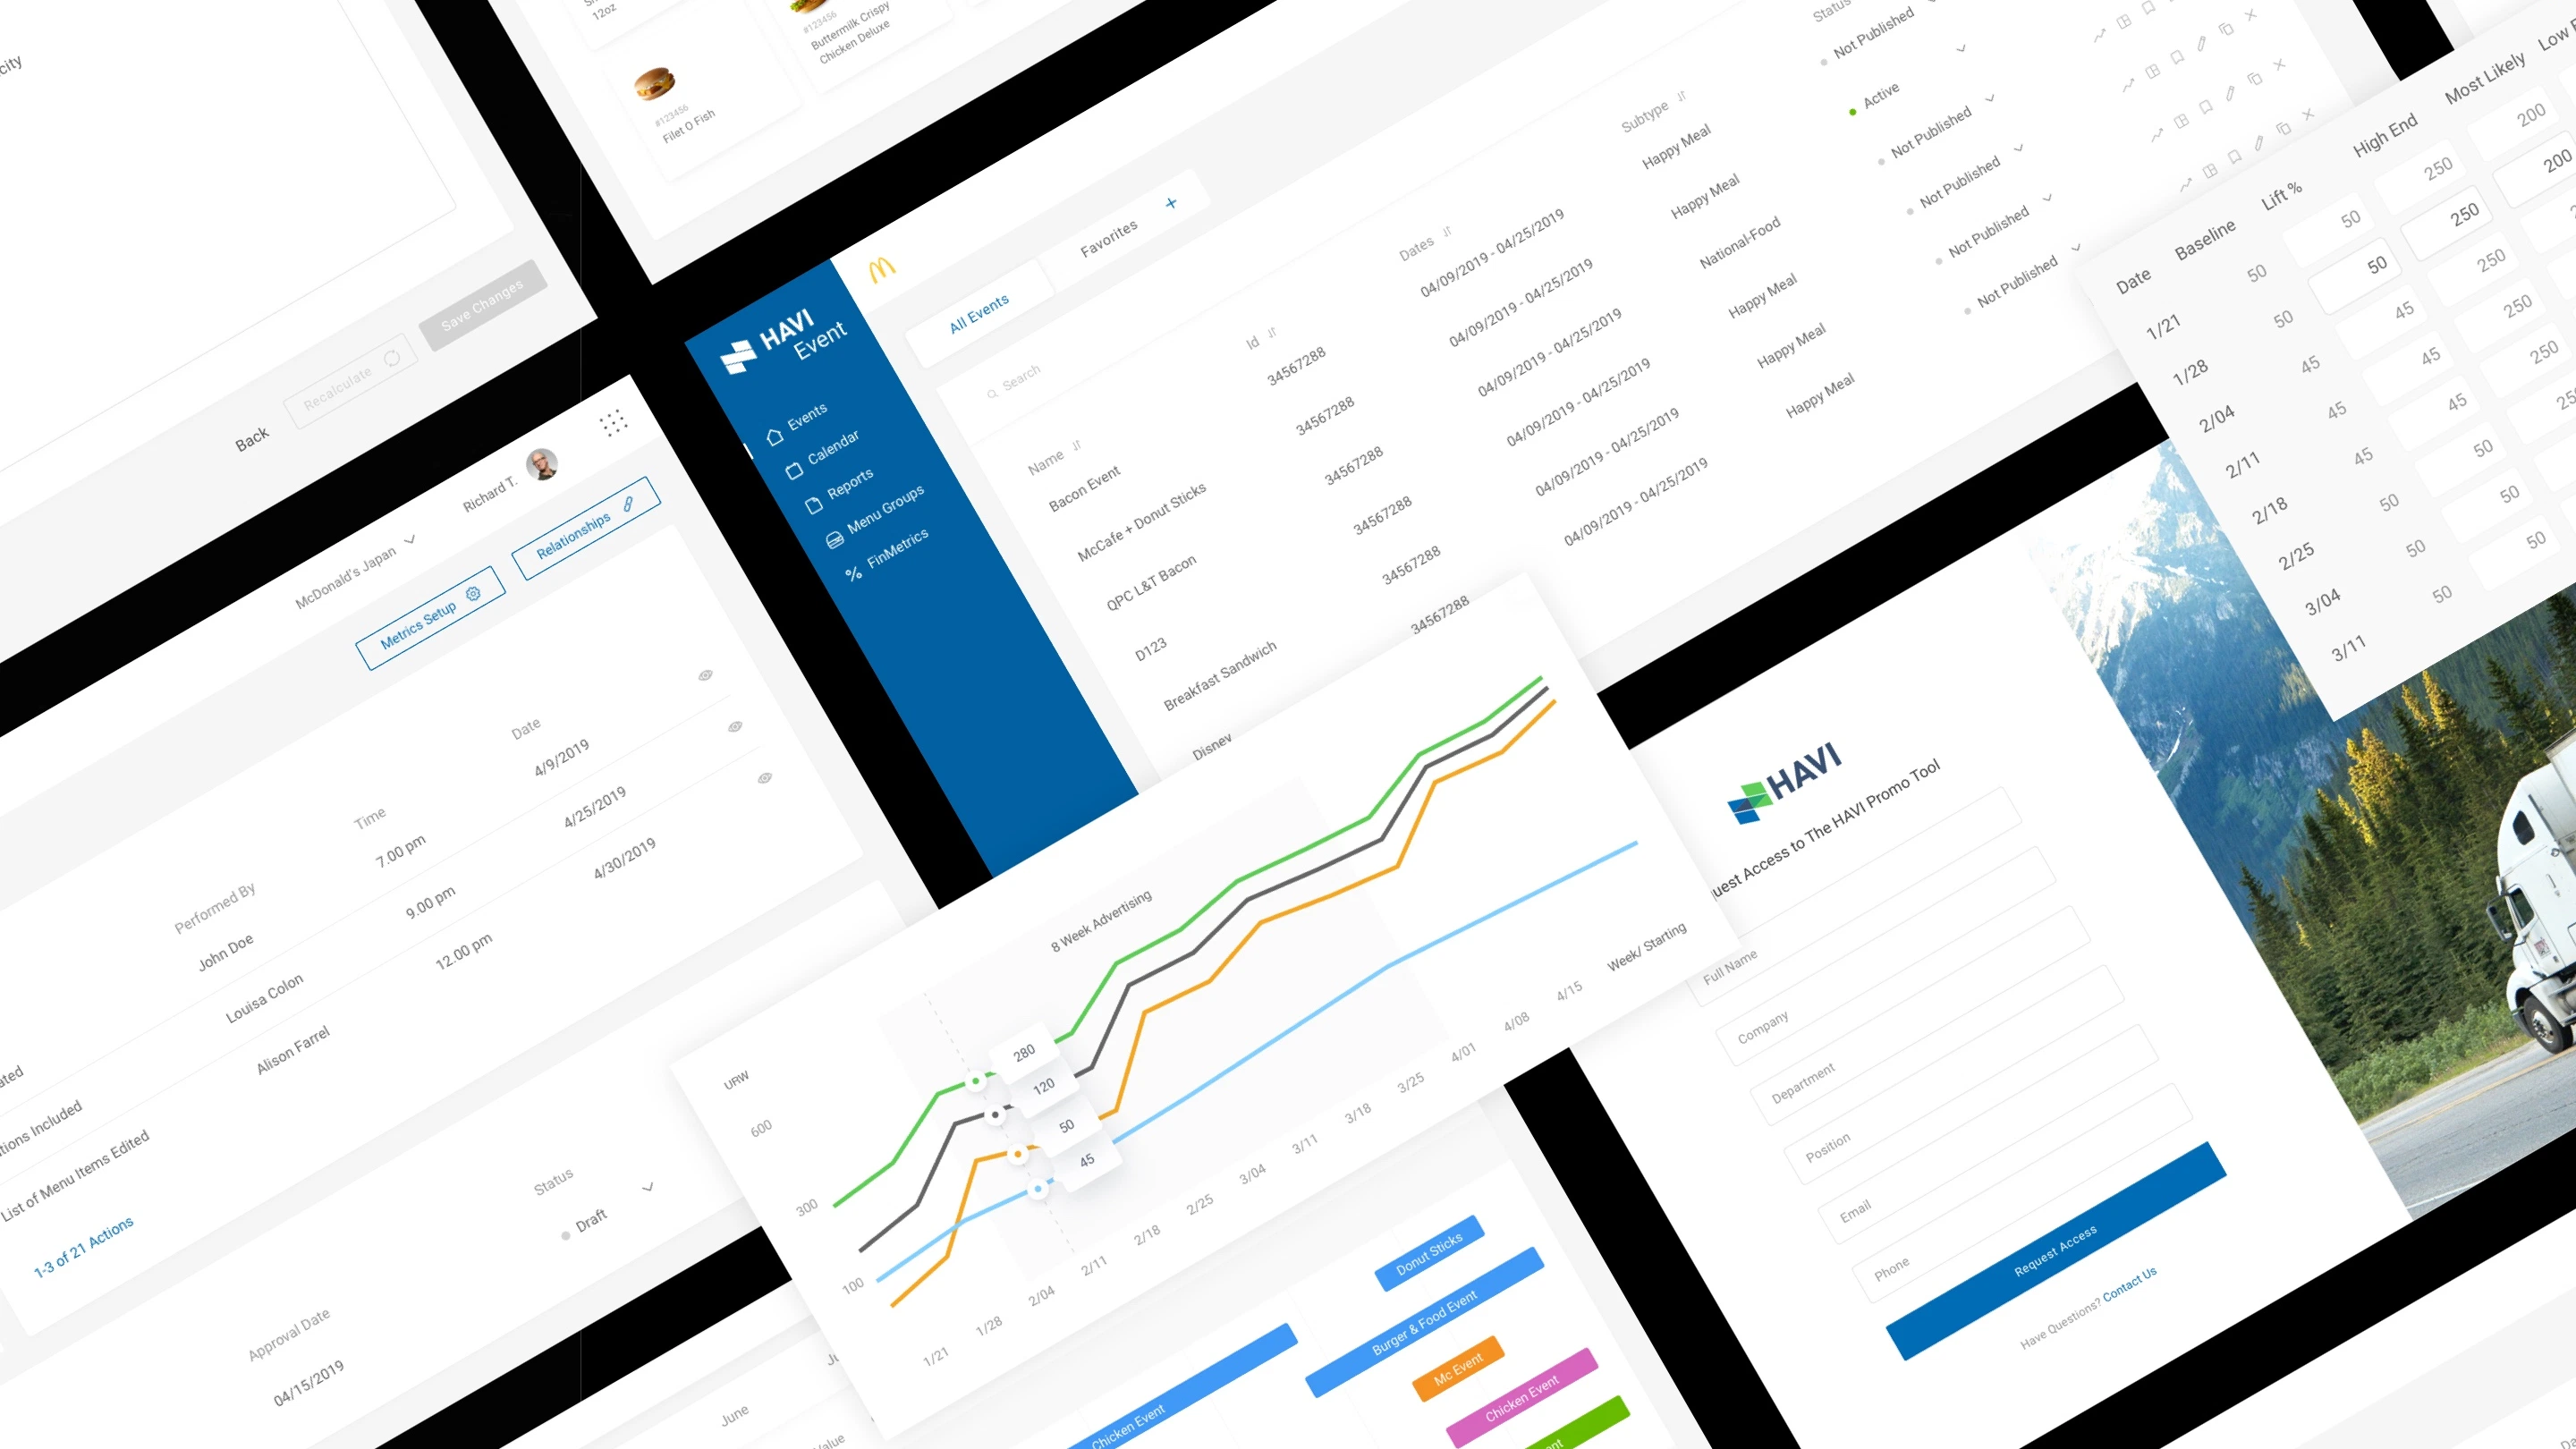 city
Back
Recalculate
Save Changes
12oz
#123456
Buttermilk Crispy
Chicken Deluxe
#123456
Filet O Fish
McDonald's Japan
Richard T.
Metrics Setup
Relationships
Performed By
Time
Date
John Doe
7.00 pm
4/9/2019
Louisa Colon
9.00 pm
4/25/2019
Alison Farrel
12.00 pm
4/30/2019
Included
List of Menu Items Edited
1-3 of 21 Actions
Approval Date
Status
04/15/2019
Draft
HAVI
Event
Events
Calendar
Reports
Menu Groups
FinMetrics
All Events
Favorites
Search
Name
Id
Dates
Subtype
Status
Bacon Event
34567288
04/09/2019 - 04/25/2019
Happy Meal
Not Published
McCafe + Donut Sticks
34567288
04/09/2019 - 04/25/2019
Happy Meal
Active
QPC L&T Bacon
34567288
04/09/2019 - 04/25/2019
National-Food
Not Published
D123
34567288
04/09/2019 - 04/25/2019
Happy Meal
Not Published
Breakfast Sandwich
34567288
04/09/2019 - 04/25/2019
Happy Meal
Not Published
Disney
34567288
04/09/2019 - 04/25/2019
Happy Meal
Not Published
Date
Baseline
Lift %
High End
Most Likely
Low
1/21
50
50
250
200
1/28
50
50
250
200
2/04
45
45
250
2/11
45
45
250
2/18
45
45
250
2/25
50
50
3/04
50
50
3/11
50
50
URW
8 Week Advertising
600
300
100
280
120
50
45
1/21
1/28
2/04
2/11
2/18
2/25
3/04
3/11
3/18
3/25
4/01
4/08
4/15
Week/ Starting
June
Donut Sticks
Burger & Food Event
Mc Event
Chicken Event
Chicken Event
HAVI
Access to The HAVI Promo Tool
Full Name
Company
Department
Position
Email
Phone
Request Access
Have Questions? Contact Us